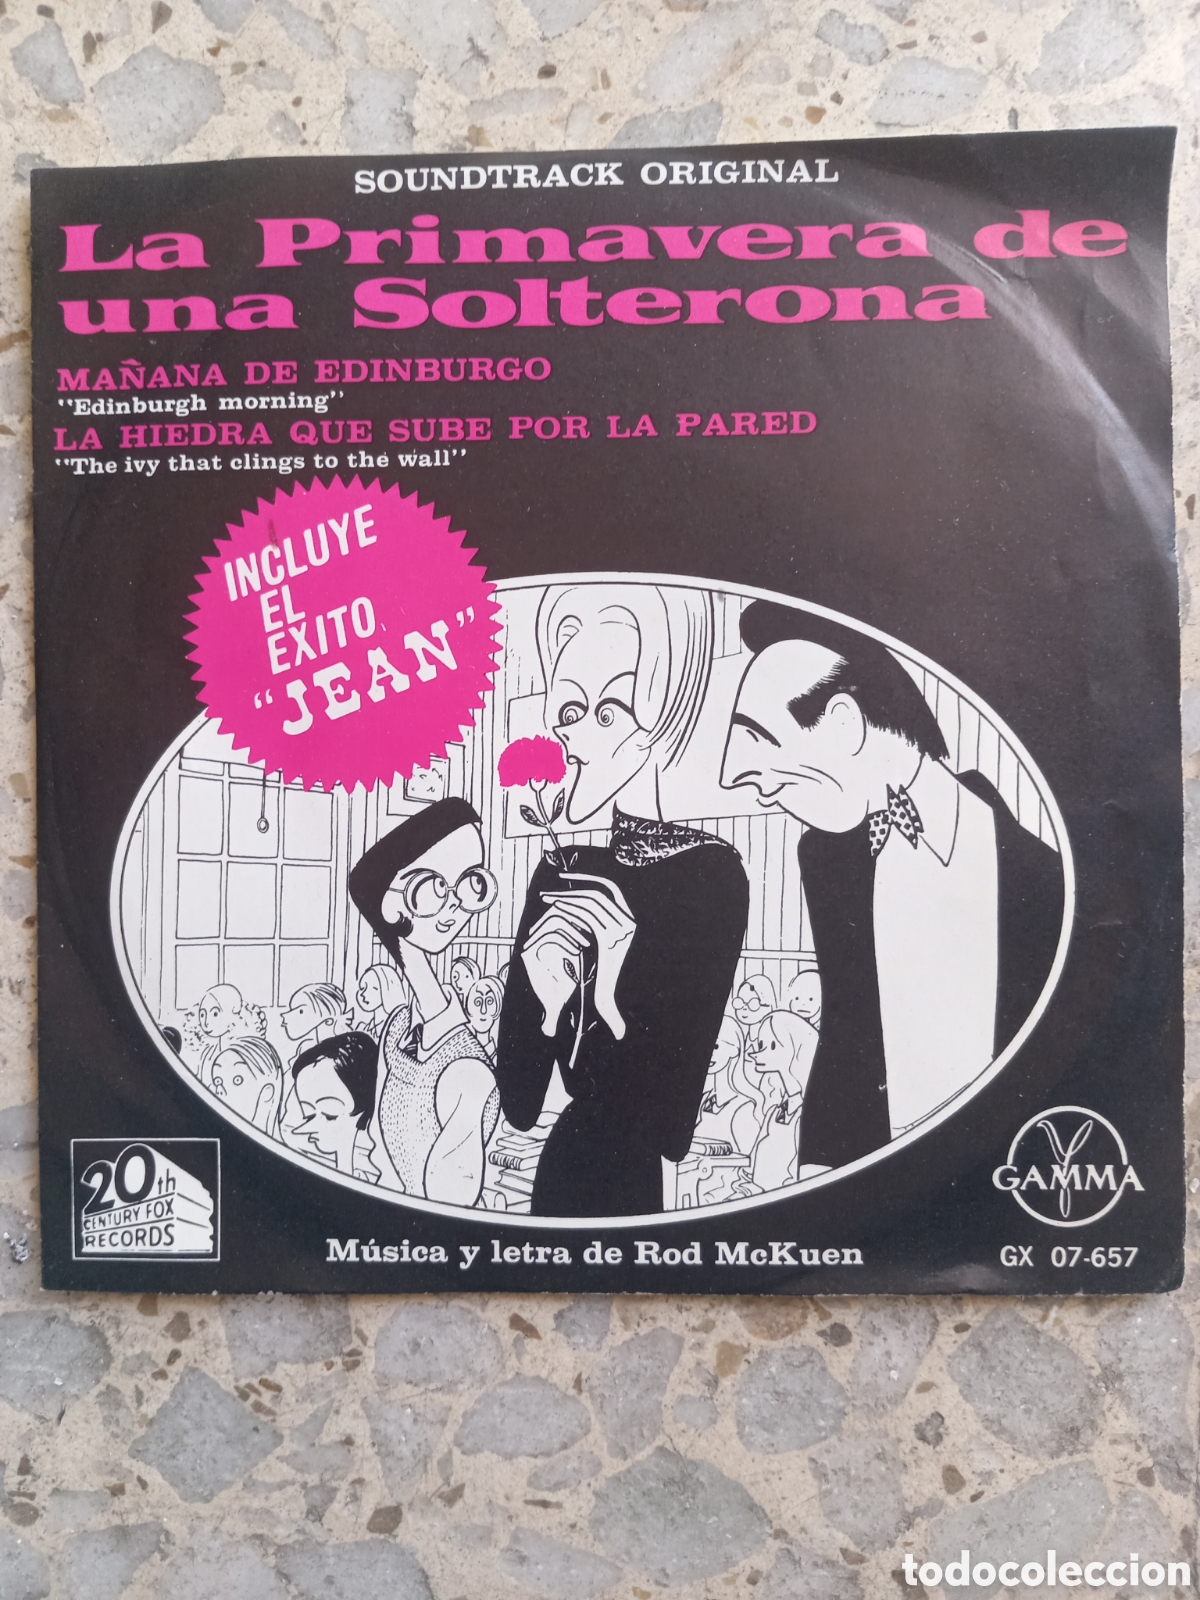 SOUNDTRACK ORIGINAL
La Primavera de
una Solterona
MAÑANA DE EDINBURGO
"Edinburgh morning"
LA HIEDRA QUE SUBE POR LA PARED
"The ivy that clings to the wall"
INCLUYE
EL
EXITO
"JEAN"
20th
CENTURY FOX
RECORDS
GAMMA
Música y letra de Rod McKuen
GX 07-657
todocoleccion